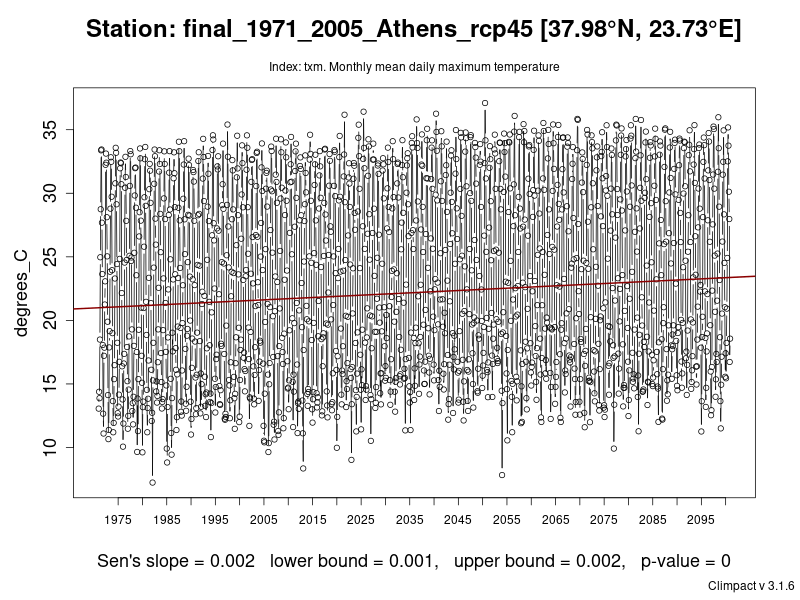 Station: final_1971_2005_Athens_rcp45 [37.98°N, 23.73°E]
Index: txm. Monthly mean daily maximum temperature
degrees_C
35
30
25
20
15
10
1975 1985 1995 2005 2015 2025 2035 2045 2055 2065 2075 2085 2095
Sen's slope = 0.002 lower bound = 0.001, upper bound = 0.002, p-value = 0
Climpact v 3.1.6